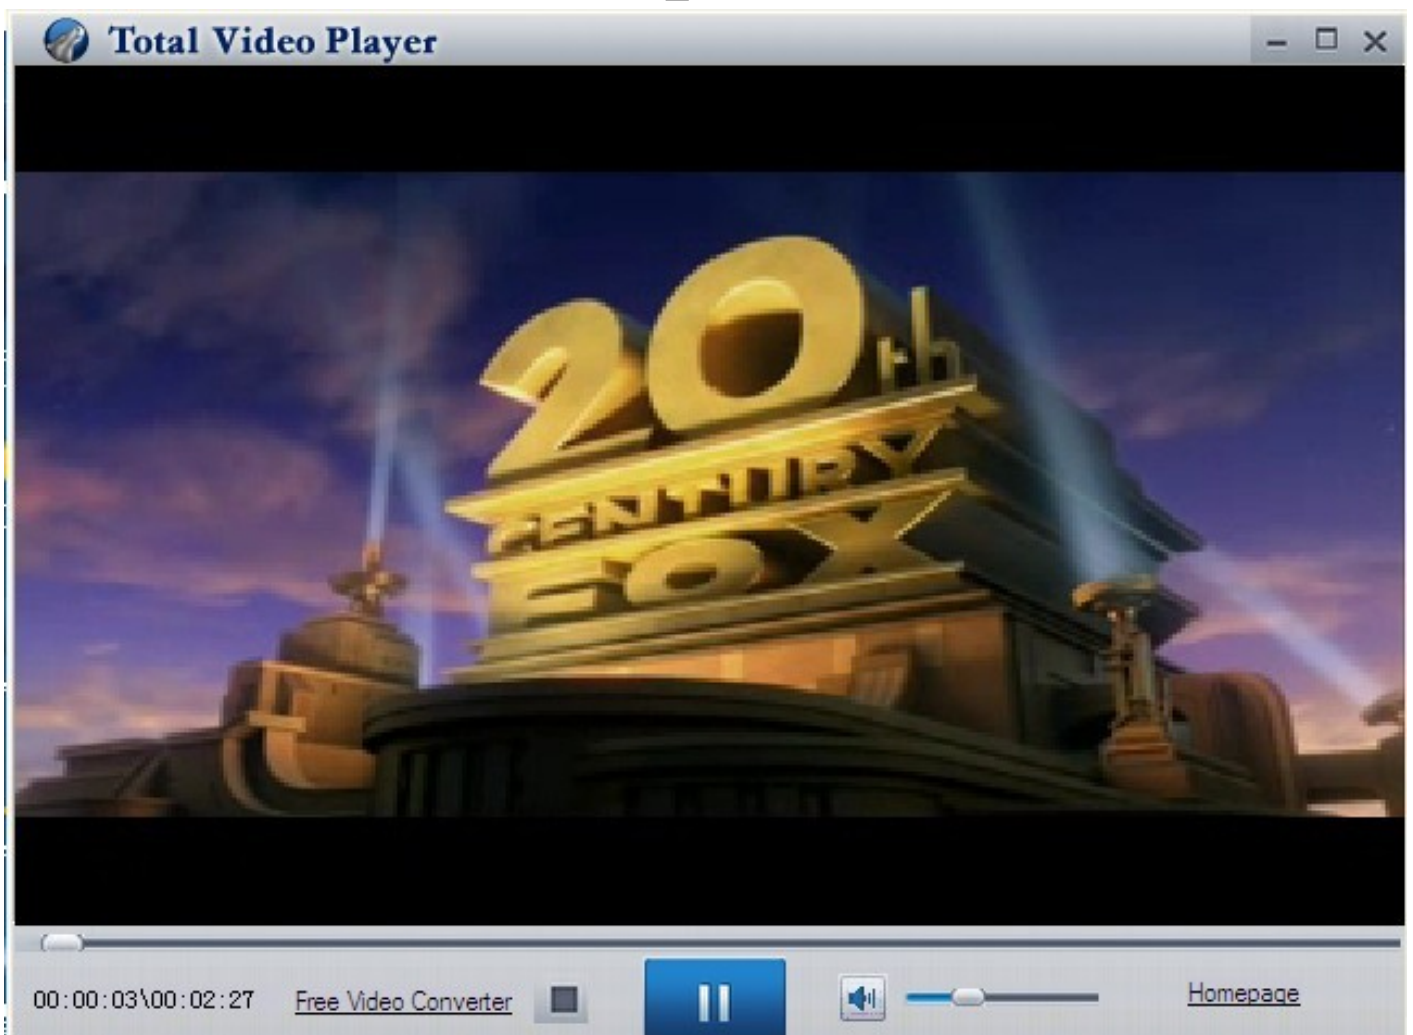 Total Video Player
20th
CENTURY
FOX
00:00:03\00:02:27
Free Video Converter
Homepage